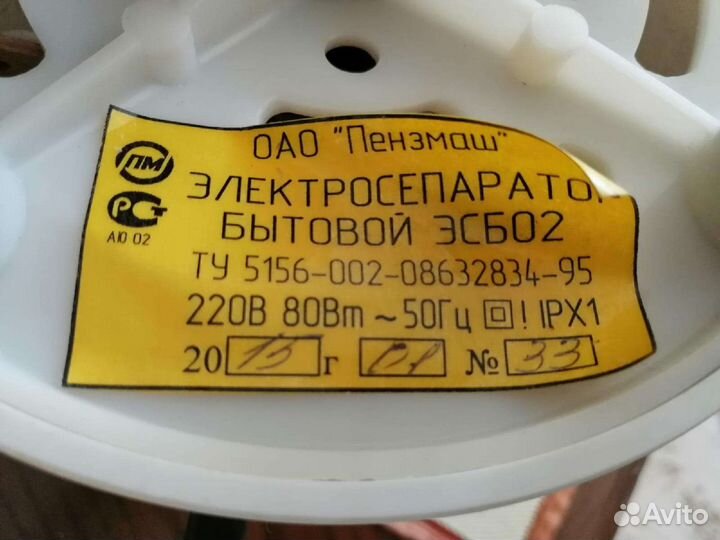 ОАО "Пензмаш"
ПМ
ЭЛЕКТРОСЕПАРАТО
РСТ
БЫТОВОЙ ЭСБ02
АЮ 02
ТУ 5156-002-08632834-95
220В 80Вт ~50Гц ! IPX1
20 15 г 01 № 33
Avito